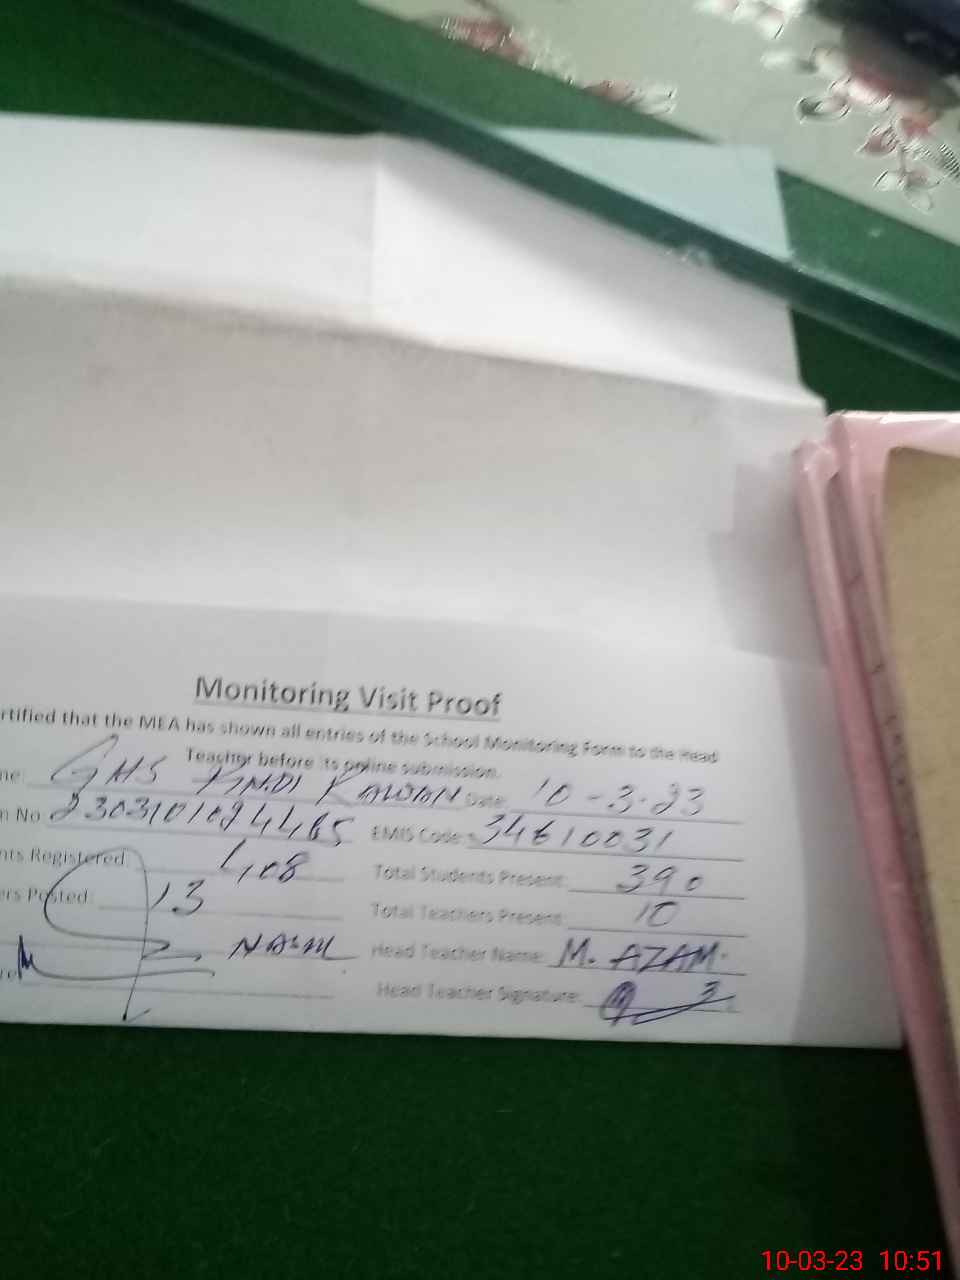 Monitoring Visit Proof
rtified that the MEA has shown all entries of the School Monitoring Form to the Head
Teacher before its online submission.
me: GHS Date: 10-3-23
n No EMIS Code: 34610031
nts Registered: 408 Total Students Present: 390
ers Posted: 13 Total Teachers Present: 10
Head Teacher Name: M. AZAM.
Head Teacher Signature:
10-03-23 10:51